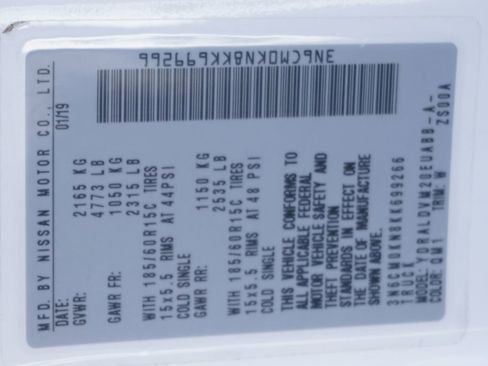 MFD. BY NISSAN MOTOR CO., LTD.
DATE: 01/19
GVWR: 2165 KG
4773 LB
GAWR FR: 1050 KG
2315 LB
WITH 185/60R15C TIRES
15x5.5 RIMS AT 44PSI
COLD SINGLE
GAWR RR: 1150 KG
2535 LB
WITH 185/60R15C TIRES
15x5.5 RIMS AT 48 PSI
COLD SINGLE
THIS VEHICLE CONFORMS TO
ALL APPLICABLE FEDERAL
MOTOR VEHICLE SAFETY AND
THEFT PREVENTION
STANDARDS IN EFFECT ON
THE DATE OF MANUFACTURE
SHOWN ABOVE.
3N6CM0KN8KK699266
TRUCK
MODEL: YBRALDVM20EUABB-A-
COLOR: QM1 TRIM: W ZS00A
3N6CM0KN8KK699266